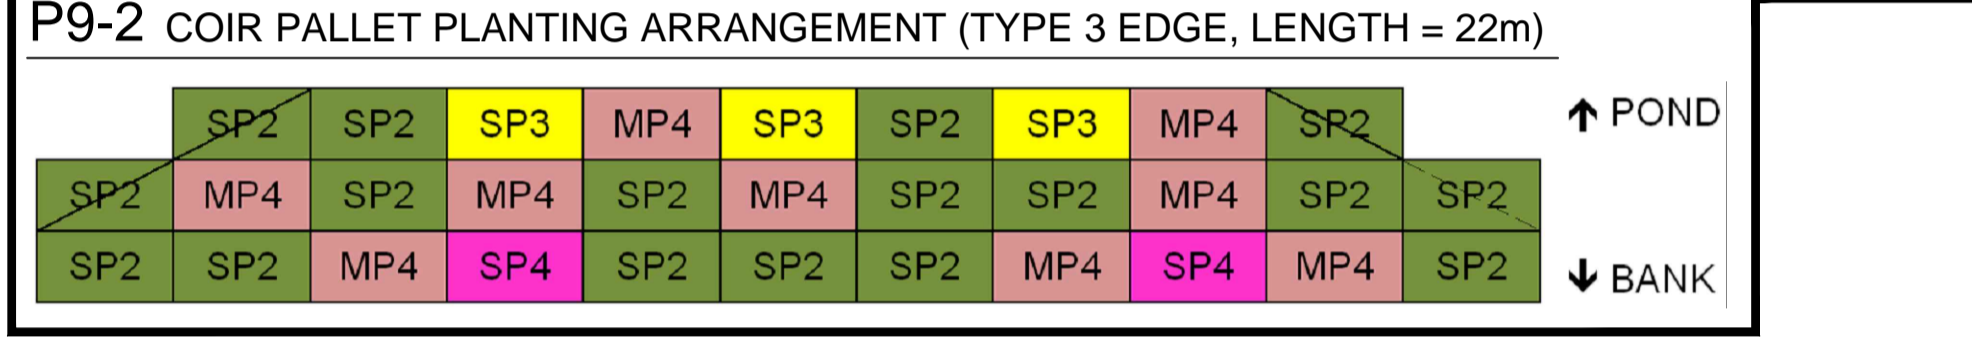 P9-2 COIR PALLET PLANTING ARRANGEMENT (TYPE 3 EDGE, LENGTH = 22m)
SP2 SP2 SP3 MP4 SP3 SP2 SP3 MP4 SP2 ↑ POND
SP2 MP4 SP2 MP4 SP2 MP4 SP2 SP2 MP4 SP2 SP2
SP2 SP2 MP4 SP4 SP2 SP2 SP2 MP4 SP4 MP4 SP2 ↓ BANK